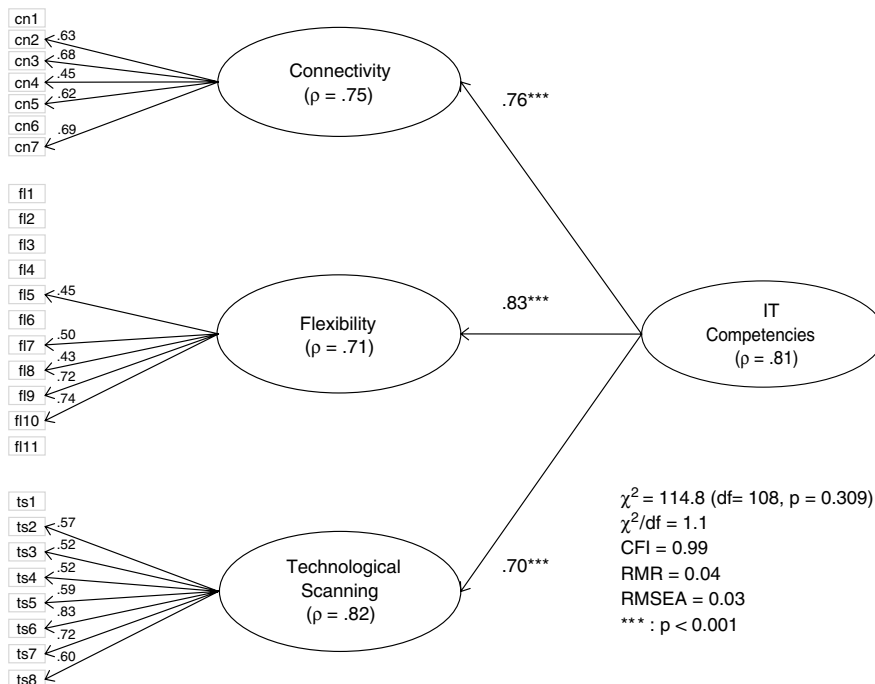 cn1
cn2
cn3
cn4
cn5
cn6
cn7
.63
.68
.45
.62
.69
Connectivity
(ρ = .75)
.76***
fl1
fl2
fl3
fl4
fl5
fl6
fl7
fl8
fl9
fl10
fl11
.45
.50
.43
.72
.74
Flexibility
(ρ = .71)
.83***
IT
Competencies
(ρ = .81)
ts1
ts2
ts3
ts4
ts5
ts6
ts7
ts8
.57
.52
.52
.59
.83
.72
.60
Technological
Scanning
(ρ = .82)
.70***
χ² = 114.8 (df= 108, p = 0.309)
χ²/df = 1.1
CFI = 0.99
RMR = 0.04
RMSEA = 0.03
*** : p < 0.001